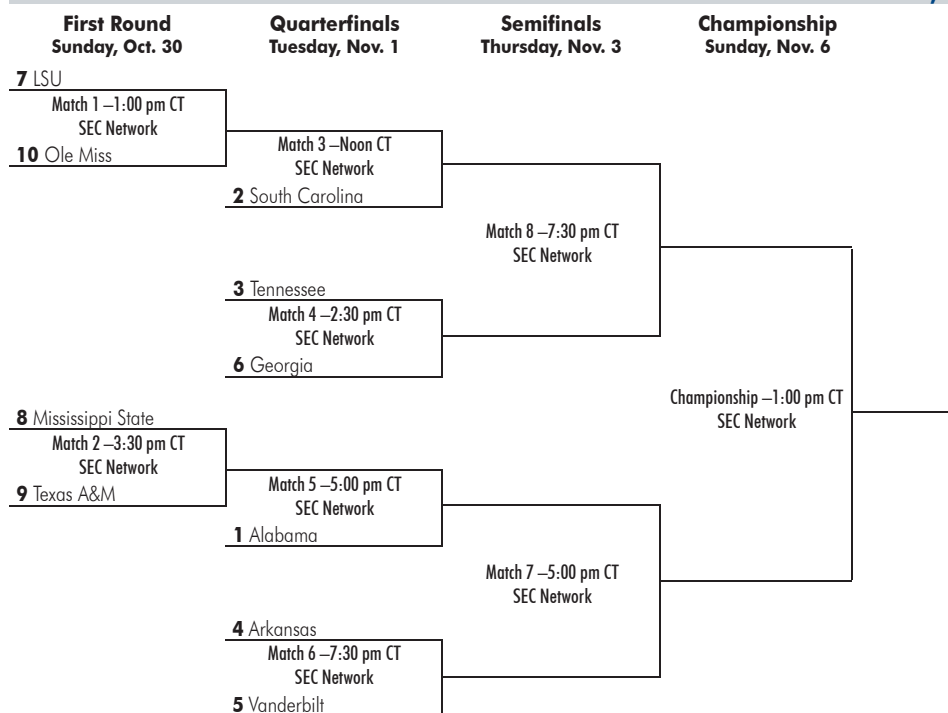 First Round
Sunday, Oct. 30
Quarterfinals
Tuesday, Nov. 1
Semifinals
Thursday, Nov. 3
Championship
Sunday, Nov. 6
7 LSU
Match 1 –1:00 pm CT
SEC Network
10 Ole Miss
Match 3 –Noon CT
SEC Network
2 South Carolina
Match 8 –7:30 pm CT
SEC Network
3 Tennessee
Match 4 –2:30 pm CT
SEC Network
6 Georgia
Championship –1:00 pm CT
SEC Network
8 Mississippi State
Match 2 –3:30 pm CT
SEC Network
9 Texas A&M
Match 5 –5:00 pm CT
SEC Network
1 Alabama
Match 7 –5:00 pm CT
SEC Network
4 Arkansas
Match 6 –7:30 pm CT
SEC Network
5 Vanderbilt